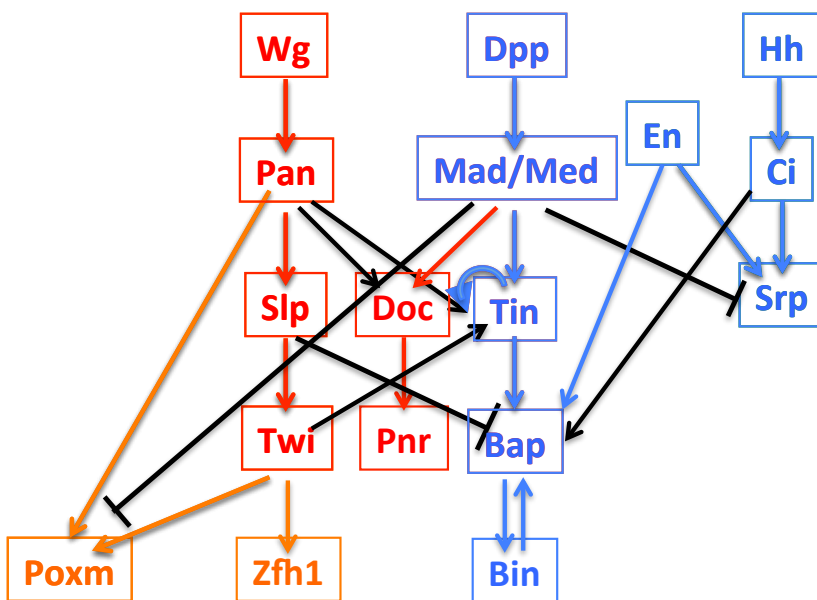 Wg
Dpp
Hh
En
Pan
Mad/Med
Ci
Slp
Doc
Tin
Srp
Twi
Pnr
Bap
Poxm
Zfh1
Bin